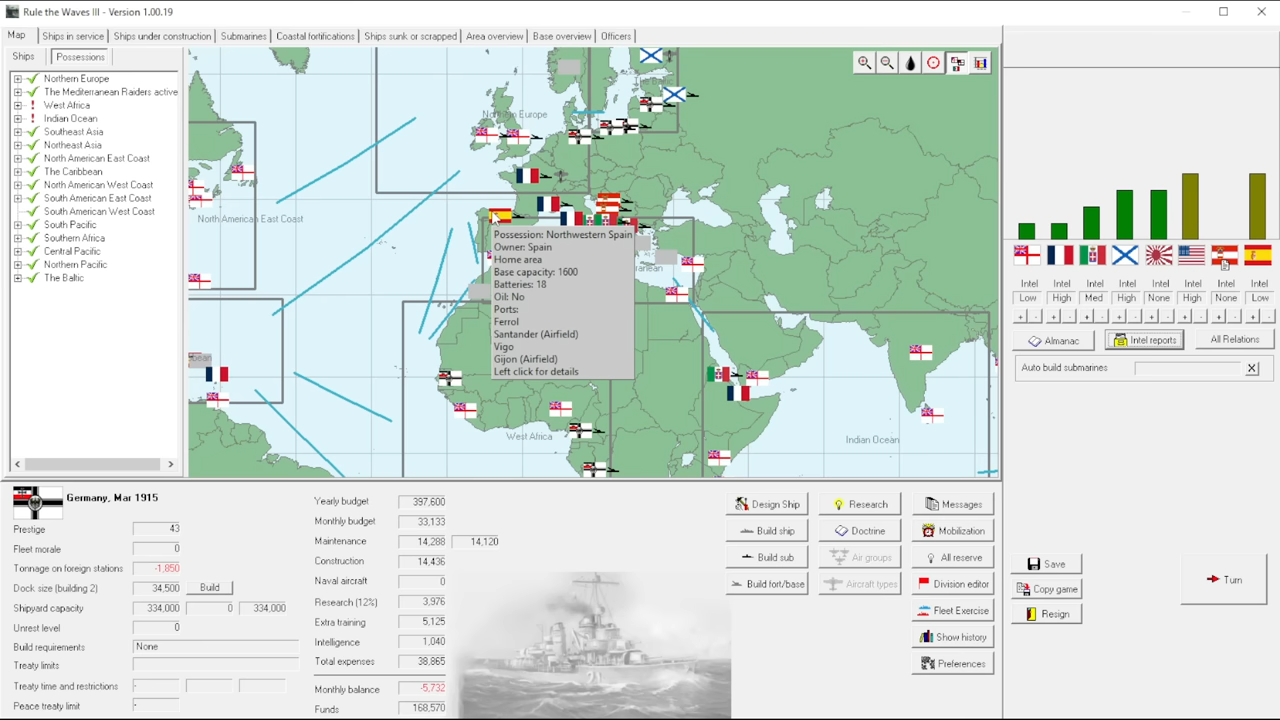 Rule the Waves III - Version 1.00.19
Map Ships in service Ships under construction Submarines Coastal fortifications Ships sunk or scrapped Area overview Base overview Officers
Ships Possessions
Northern Europe
The Mediterranean Raiders active
West Africa
Indian Ocean
Southeast Asia
Northeast Asia
North American East Coast
The Caribbean
North American West Coast
South American East Coast
South American West Coast
South Pacific
Southern Africa
Central Pacific
Northern Pacific
The Baltic
Northern Europe
North American East Coast
West Africa
Indian Ocean
Possession: Northwestern Spain
Owner: Spain
Home area
Base capacity: 1600
Batteries: 18
Oil: No
Ports:
Ferrol
Santander (Airfield)
Vigo
Gijon (Airfield)
Left click for details
Intel Intel Intel Intel Intel Intel Intel Intel
Low High Med High None High None Low
+ - + - + - + - + - + - + - + -
Almanac Intel reports All Relations
Auto build submarines X
Germany, Mar 1915
Prestige 43
Fleet morale 0
Tonnage on foreign stations -1,850
Dock size (building 2) 34,500 Build
Shipyard capacity 334,000 0 334,000
Unrest level 0
Build requirements None
Treaty limits
Treaty time and restrictions -
Peace treaty limit -
Yearly budget 397,600
Monthly budget 33,133
Maintenance 14,288 14,120
Construction 14,436
Naval aircraft 0
Research (12%) 3,976
Extra training 5,125
Intelligence 1,040
Total expenses 38,865
Monthly balance -5,732
Funds 168,570
Design Ship Research Messages
Build ship Doctrine Mobilization
Build sub Air groups All reserve
Build fort/base Aircraft types Division editor
Fleet Exercise
Show history
Preferences
Save
Copy game
Resign
Turn